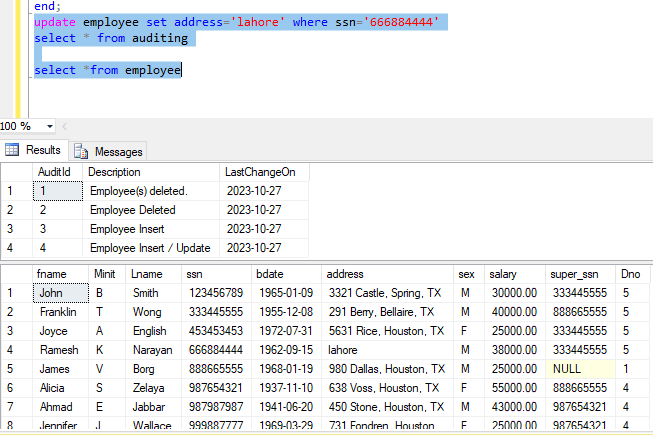 end;
update employee set address='lahore' where ssn='666884444'
select * from auditing
select *from employee
100 %
Results Messages
AuditId Description LastChangeOn
1 1 Employee(s) deleted. 2023-10-27
2 2 Employee Deleted 2023-10-27
3 3 Employee Insert 2023-10-27
4 4 Employee Insert / Update 2023-10-27
fname Minit Lname ssn bdate address sex salary super_ssn Dno
1 John B Smith 123456789 1965-01-09 3321 Castle, Spring, TX M 30000.00 333445555 5
2 Franklin T Wong 333445555 1955-12-08 291 Berry, Bellaire, TX M 40000.00 888665555 5
3 Joyce A English 453453453 1972-07-31 5631 Rice, Houston, TX F 25000.00 333445555 5
4 Ramesh K Narayan 666884444 1962-09-15 lahore M 38000.00 333445555 5
5 James V Borg 888665555 1968-01-19 980 Dallas, Houston, TX M 25000.00 NULL 1
6 Alicia S Zelaya 987654321 1937-11-10 638 Voss, Houston, TX F 55000.00 888665555 4
7 Ahmad E Jabbar 987987987 1941-06-20 450 Stone, Houston, TX M 43000.00 987654321 4
8 Jennifer J Wallace 999887777 1969-03-29 731 Fondren, Houston F 25000.00 987654321 4